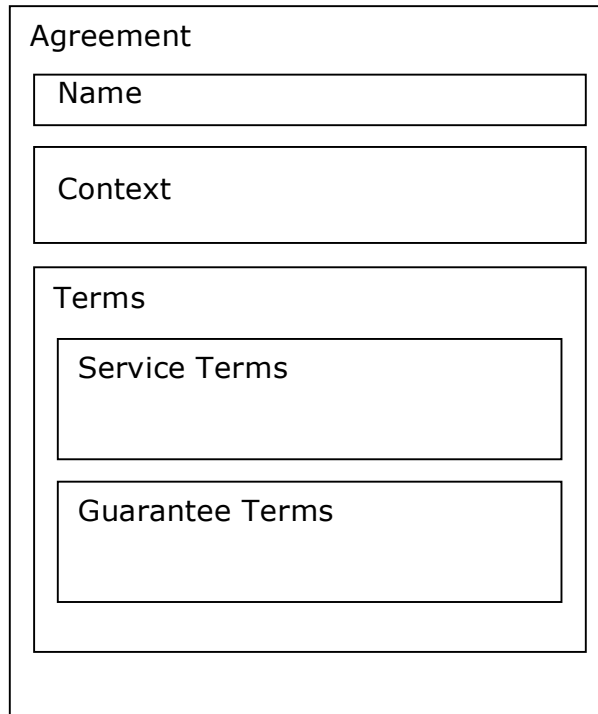 Agreement
Name
Context
Terms
Service Terms
Guarantee Terms